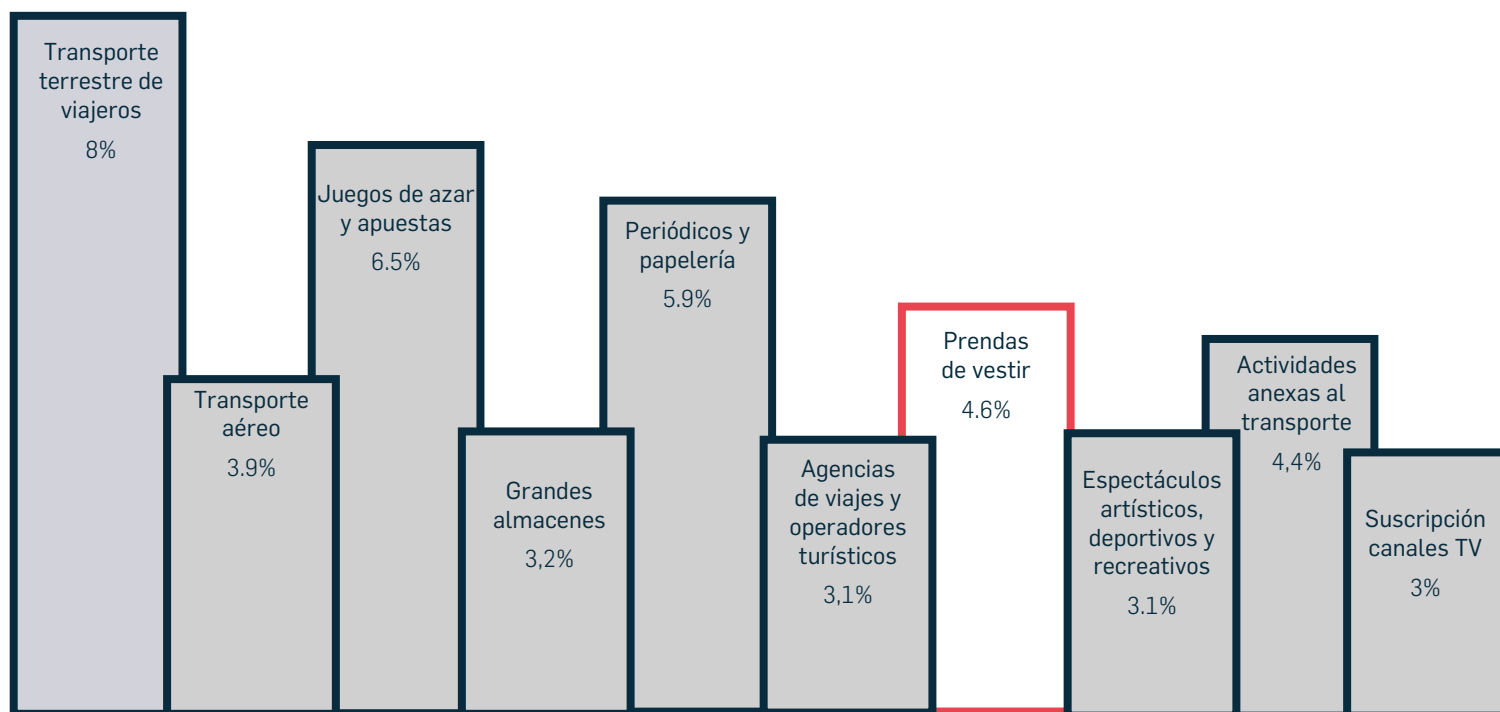 Transporte
terrestre de
viajeros
8%
Transporte
aéreo
3.9%
Juegos de azar
y apuestas
6.5%
Grandes
almacenes
3,2%
Periódicos y
papelería
5.9%
Agencias
de viajes y
operadores
turísticos
3,1%
Prendas
de vestir
4.6%
Espectáculos
artísticos,
deportivos y
recreativos
3.1%
Actividades
anexas al
transporte
4,4%
Suscripción
canales TV
3%